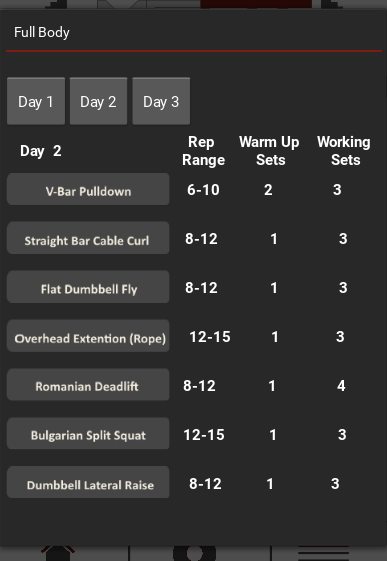 Full Body
Day 1 Day 2 Day 3
Day 2 Rep Range Warm Up Sets Working Sets
V-Bar Pulldown 6-10 2 3
Straight Bar Cable Curl 8-12 1 3
Flat Dumbbell Fly 8-12 1 3
Overhead Extention (Rope) 12-15 1 3
Romanian Deadlift 8-12 1 4
Bulgarian Split Squat 12-15 1 3
Dumbbell Lateral Raise 8-12 1 3